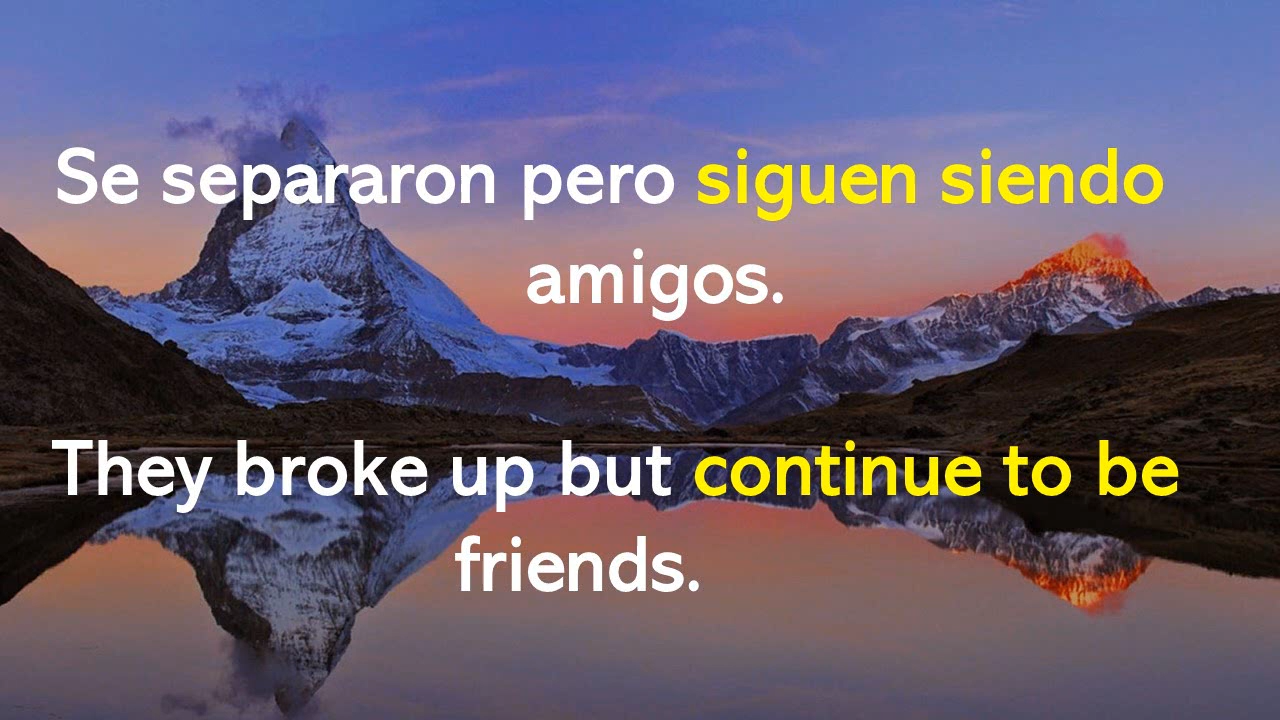 Se separaron pero siguen siendo
amigos.
They broke up but continue to be
friends.